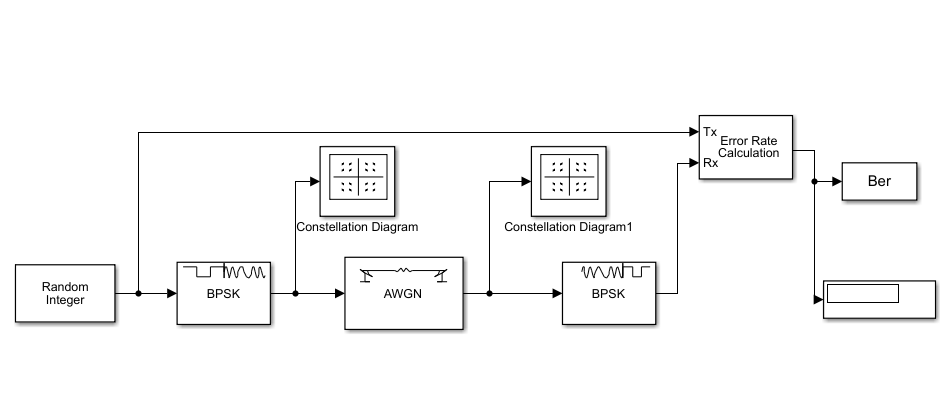 Tx
Error Rate
Calculation
Rx
Ber
Constellation Diagram
Constellation Diagram1
Random
Integer
BPSK
AWGN
BPSK